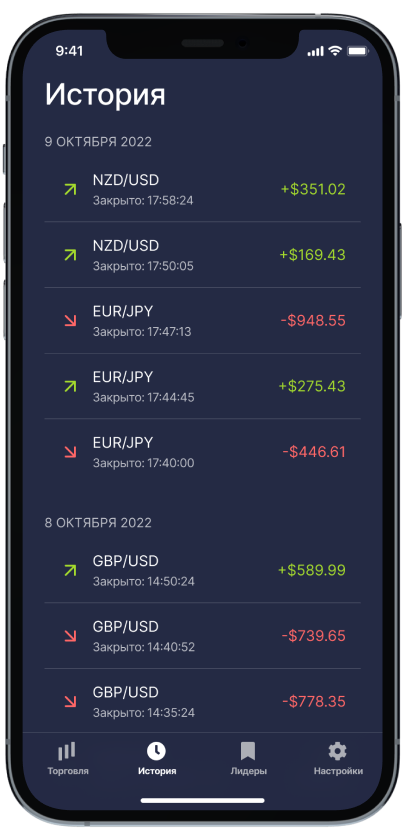 9:41
История
9 ОКТЯБРЯ 2022
NZD/USD
+$351.02
Закрыто: 17:58:24
NZD/USD
+$169.43
Закрыто: 17:50:05
EUR/JPY
-$948.55
Закрыто: 17:47:13
EUR/JPY
+$275.43
Закрыто: 17:44:45
EUR/JPY
-$446.61
Закрыто: 17:40:00
8 ОКТЯБРЯ 2022
GBP/USD
+$589.99
Закрыто: 14:50:24
GBP/USD
-$739.65
Закрыто: 14:40:52
GBP/USD
-$778.35
Закрыто: 14:35:24
Торговля История Лидеры Настройки